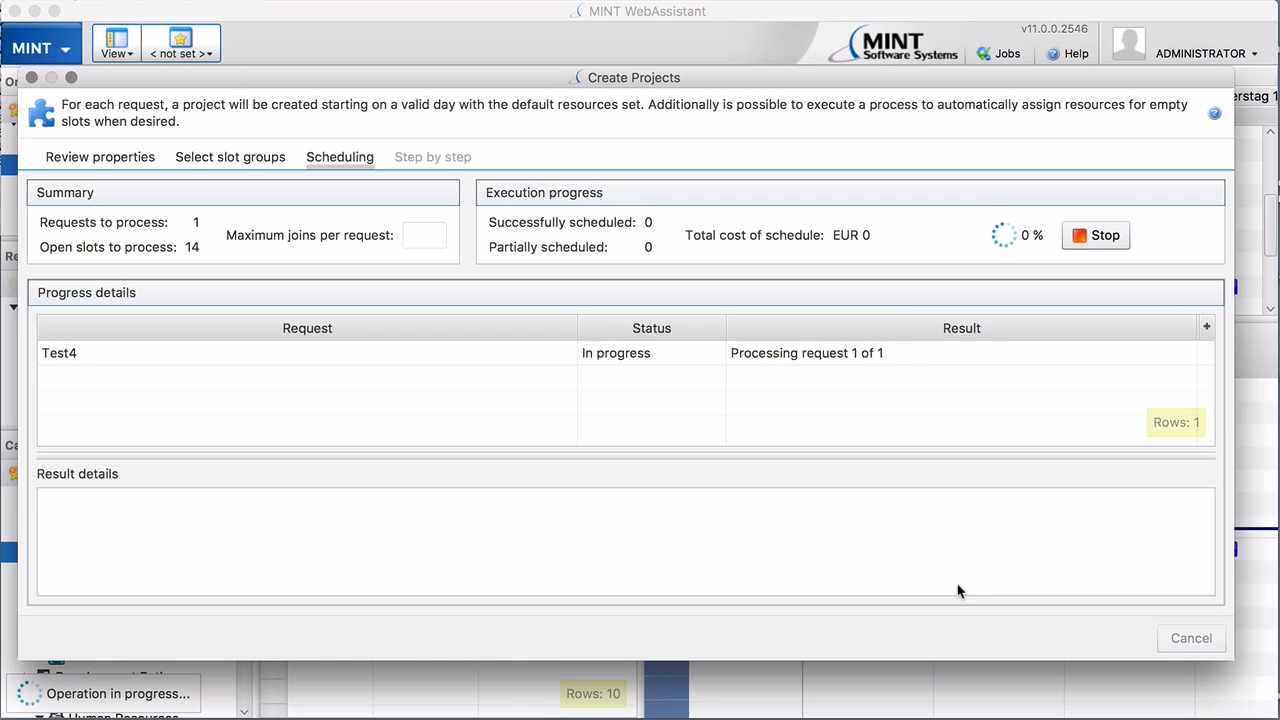 MINT WebAssistant
MINT
View
< not set >
MINT
Software Systems
v11.0.0.2546
Jobs
Help
ADMINISTRATOR
Create Projects
For each request, a project will be created starting on a valid day with the default resources set. Additionally is possible to execute a process to automatically assign resources for empty
slots when desired.
Review properties
Select slot groups
Scheduling
Step by step
Summary
Requests to process: 1
Open slots to process: 14
Maximum joins per request:
Execution progress
Successfully scheduled: 0
Partially scheduled: 0
Total cost of schedule: EUR 0
0 %
Stop
Progress details
Request
Status
Result
+
Test4
In progress
Processing request 1 of 1
Rows: 1
Result details
Cancel
Operation in progress...
Human Resources
Rows: 10